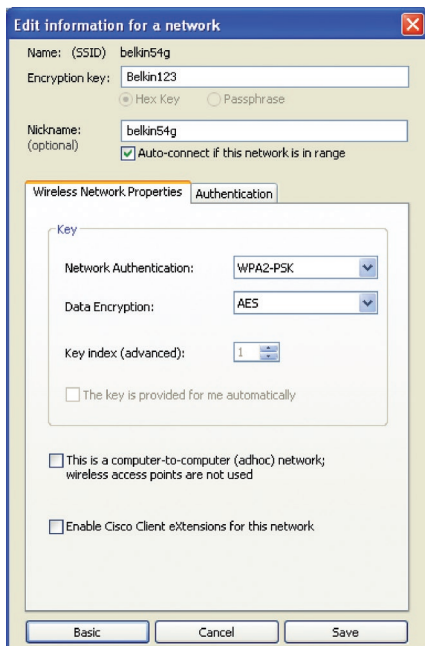 Edit information for a network
Name: (SSID) belkin54g
Encryption key: Belkin123
Hex Key Passphrase
Nickname: belkin54g
(optional)
Auto-connect if this network is in range
Wireless Network Properties Authentication
Key
Network Authentication: WPA2-PSK
Data Encryption: AES
Key index (advanced): 1
The key is provided for me automatically
This is a computer-to-computer (adhoc) network;
wireless access points are not used
Enable Cisco Client eXtensions for this network
Basic Cancel Save